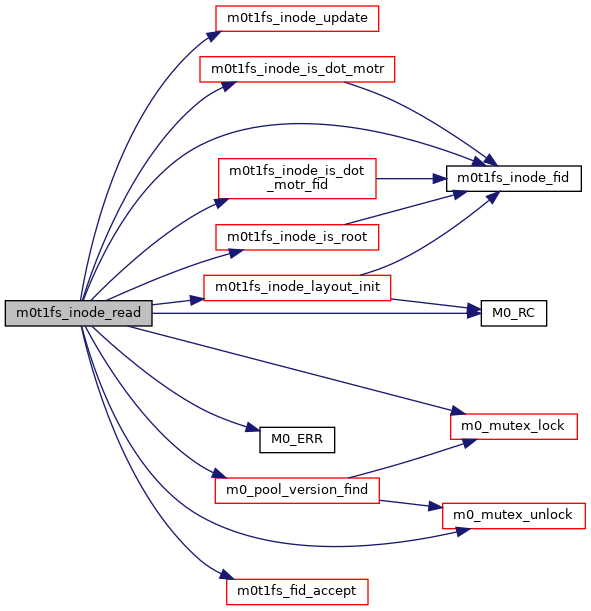 m0t1fs_inode_update
m0t1fs_inode_is_dot_motr
m0t1fs_inode_is_dot
_motr_fid
m0t1fs_inode_fid
m0t1fs_inode_is_root
m0t1fs_inode_layout_init
m0t1fs_inode_read
M0_RC
m0_mutex_lock
M0_ERR
m0_pool_version_find
m0_mutex_unlock
m0t1fs_fid_accept